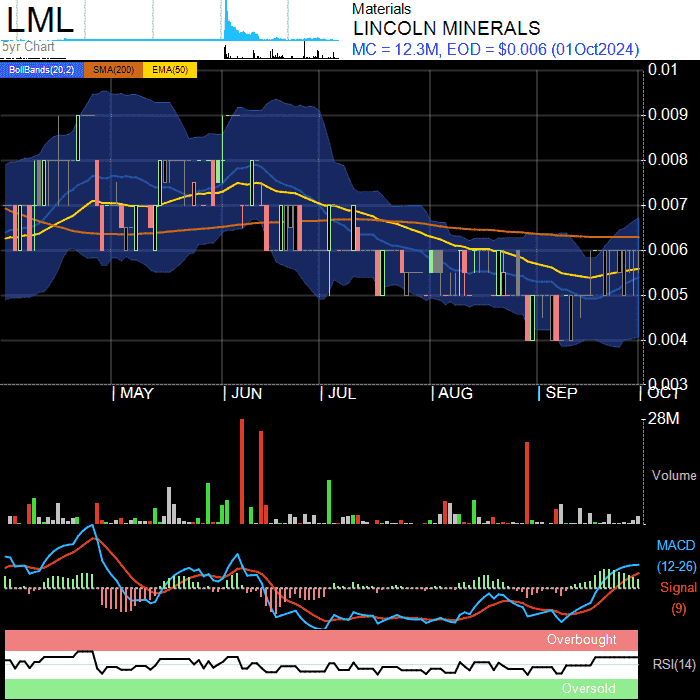 LML
Materials
LINCOLN MINERALS
5yr Chart
MC = 12.3M, EOD = $0.006 (01Oct2024)
BollBands(20,2) SMA(200) EMA(50)
0.01
0.009
0.008
0.007
0.006
0.005
0.004
0.003
MAY JUN JUL AUG SEP OCT
28M
Volume
MACD
(12-26)
Signal
(9)
Overbought
RSI(14)
Oversold